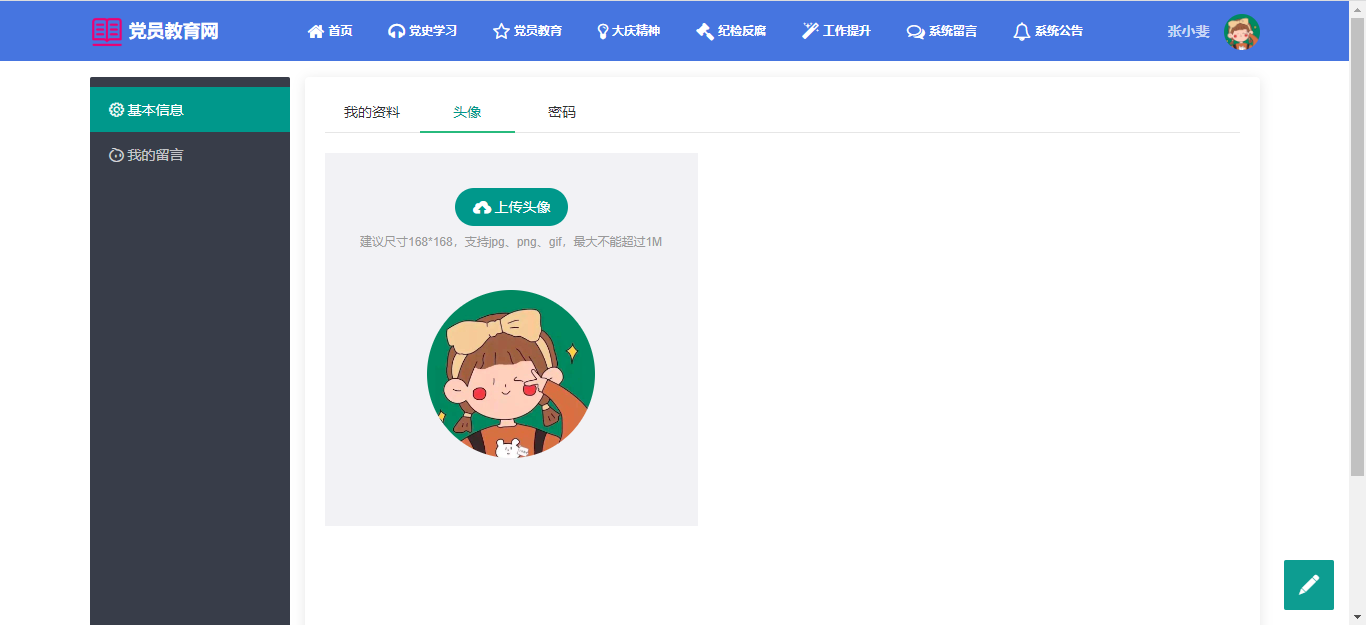 党员教育网 首页 党史学习 党员教育 大庆精神 纪检反腐 工作提升 系统留言 系统公告 张小斐
基本信息
我的留言
我的资料 头像 密码
上传头像
建议尺寸168*168，支持jpg、png、gif，最大不能超过1M